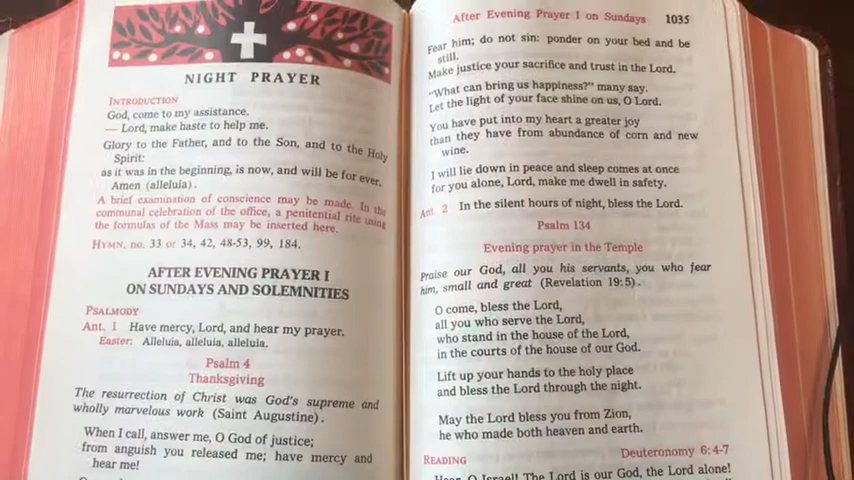 NIGHT PRAYER
INTRODUCTION
God, come to my assistance.
— Lord, make haste to help me.
Glory to the Father, and to the Son, and to the Holy
Spirit:
as it was in the beginning, is now, and will be for ever.
Amen (alleluia).
A brief examination of conscience may be made. In the
communal celebration of the office, a penitential rite using
the formulas of the Mass may be inserted here.
HYMN, no. 33 or 34, 42, 48-53, 99, 184.
AFTER EVENING PRAYER I
ON SUNDAYS AND SOLEMNITIES
PSALMODY
Ant. 1 Have mercy, Lord, and hear my prayer.
Easter: Alleluia, alleluia, alleluia.
Psalm 4
Thanksgiving
The resurrection of Christ was God's supreme and
wholly marvelous work (Saint Augustine).
When I call, answer me, O God of justice;
from anguish you released me; have mercy and
hear me!
After Evening Prayer I on Sundays 1035
Fear him; do not sin: ponder on your bed and be
still.
Make justice your sacrifice and trust in the Lord.
"What can bring us happiness?" many say.
Let the light of your face shine on us, O Lord.
You have put into my heart a greater joy
than they have from abundance of corn and new
wine.
I will lie down in peace and sleep comes at once
for you alone, Lord, make me dwell in safety.
Ant. 2 In the silent hours of night, bless the Lord.
Psalm 134
Evening prayer in the Temple
Praise our God, all you his servants, you who fear
him, small and great (Revelation 19:5).
O come, bless the Lord,
all you who serve the Lord,
who stand in the house of the Lord,
in the courts of the house of our God.
Lift up your hands to the holy place
and bless the Lord through the night.
May the Lord bless you from Zion,
he who made both heaven and earth.
READING Deuteronomy 6:4-7
Hear, O Israel! The Lord is our God, the Lord alone!